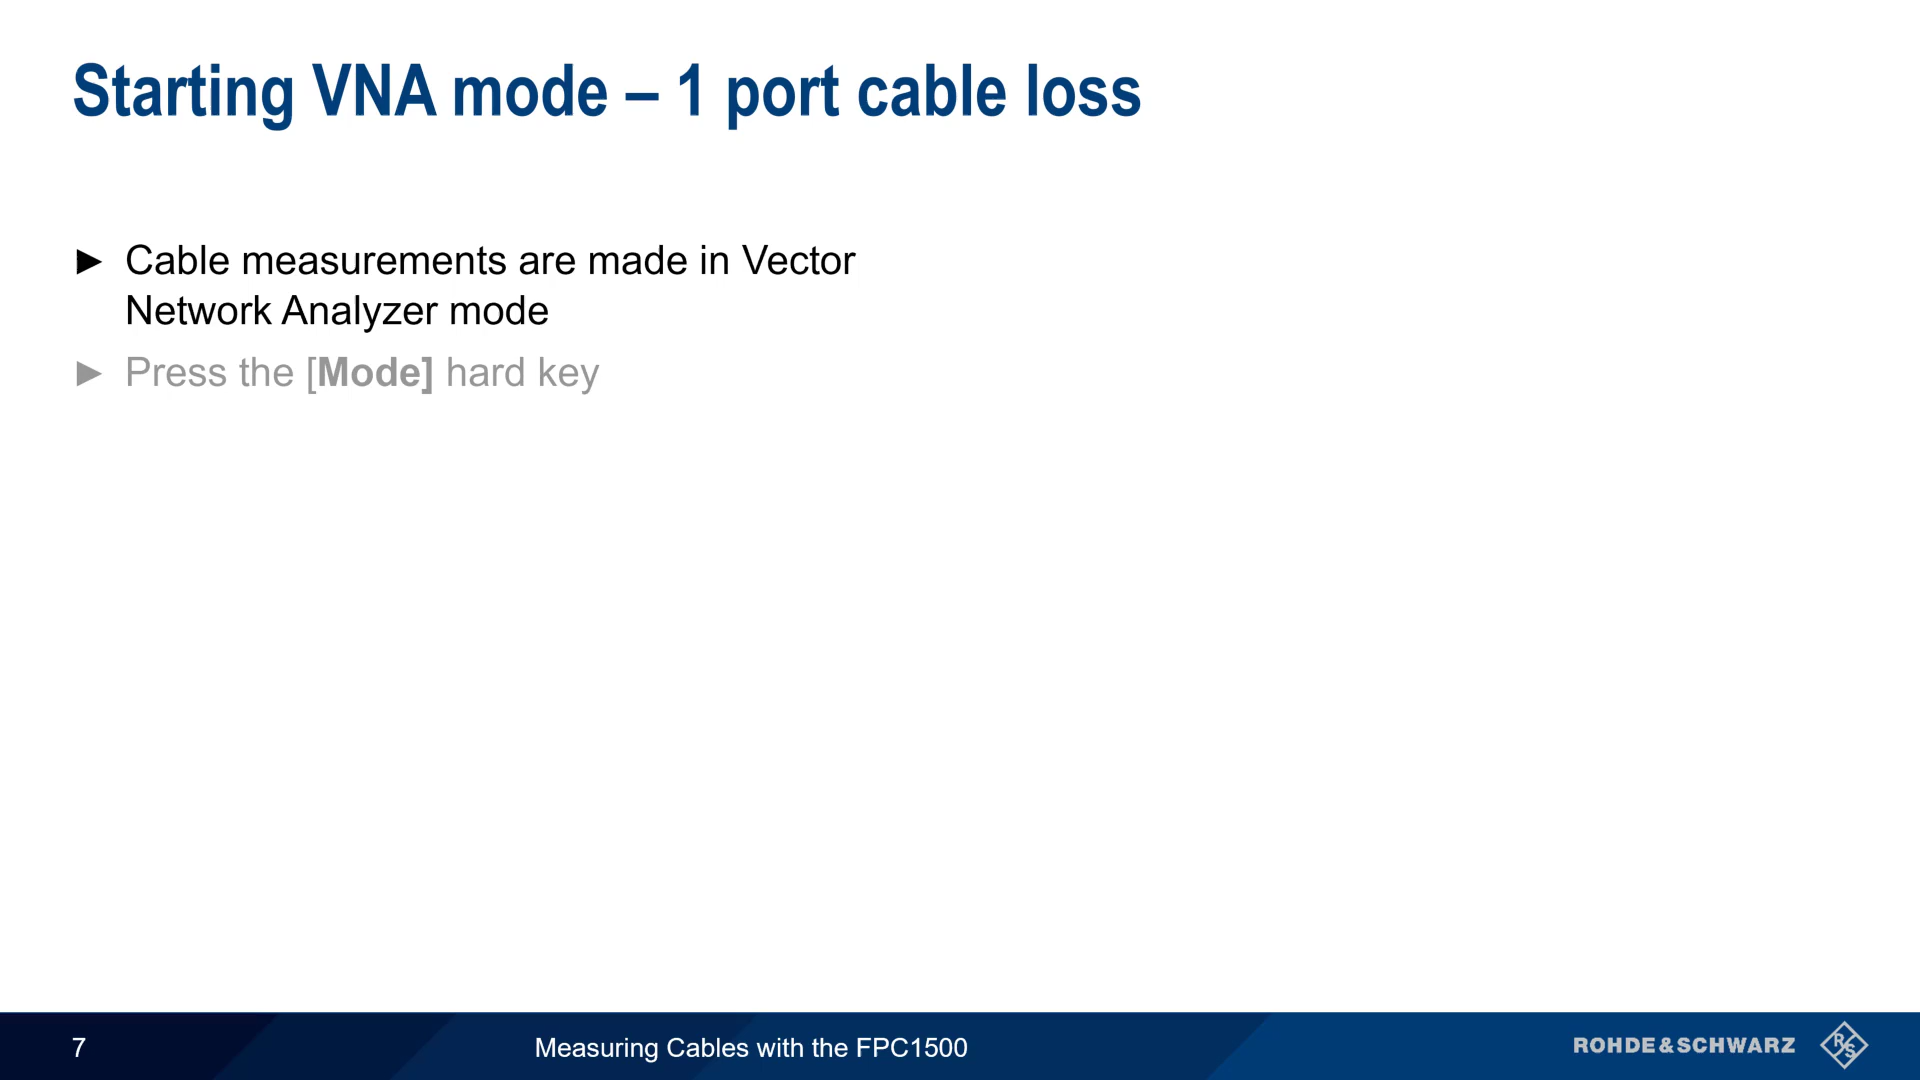 Starting VNA mode – 1 port cable loss
► Cable measurements are made in Vector
Network Analyzer mode
► Press the [Mode] hard key
7
Measuring Cables with the FPC1500
ROHDE&SCHWARZ
R S